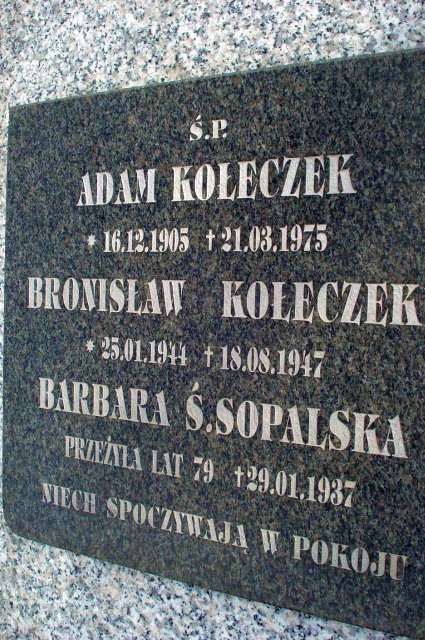 Ś.P.
ADAM KOŁECZEK
* 16.12.1905 †21.03.1975
BRONISŁAW KOŁECZEK
* 25.01.1944 †18.08.1947
BARBARA Ś.SOPALSKA
PRZEŻYŁA LAT 79 †29.01.1937
NIECH SPOCZYWAJĄ W POKOJU